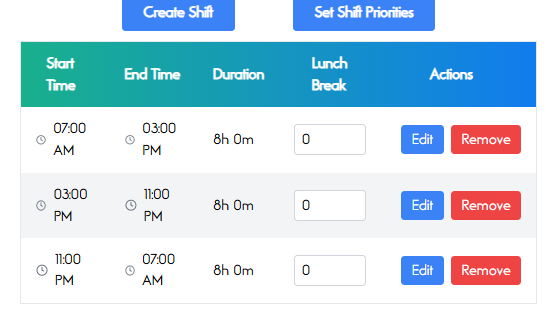 Create Shift Set Shift Priorities
Start Time End Time Duration Lunch Break Actions
07:00 AM 03:00 PM 8h 0m 0 Edit Remove
03:00 PM 11:00 PM 8h 0m 0 Edit Remove
11:00 PM 07:00 AM 8h 0m 0 Edit Remove